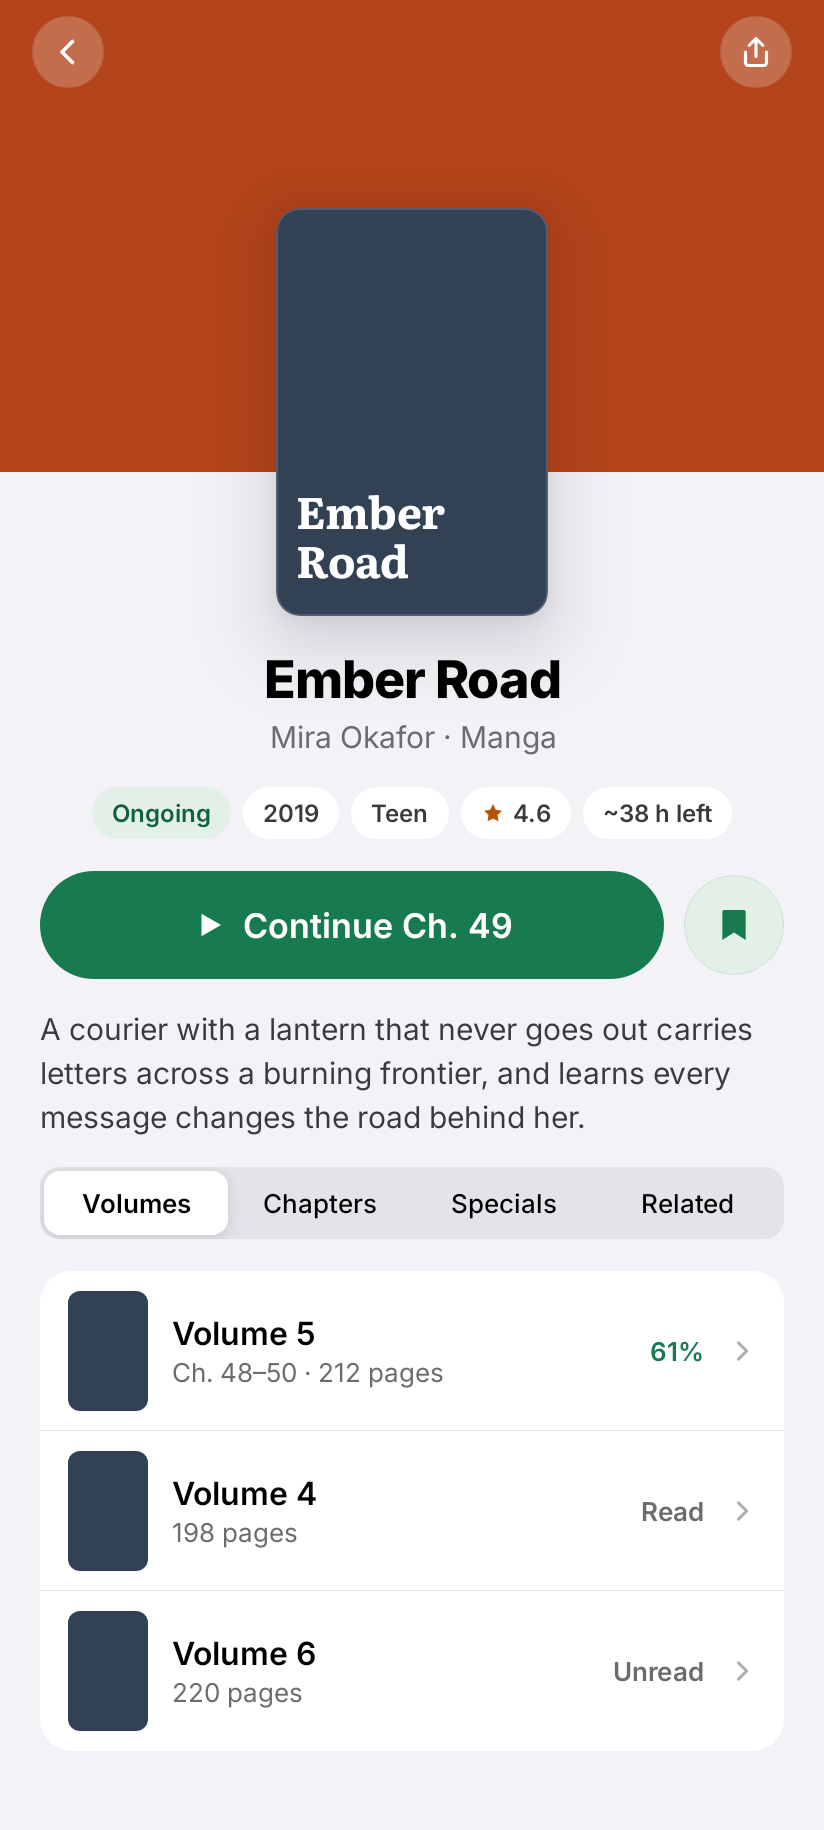 Ember
Road
Ember Road
Mira Okafor · Manga
Ongoing 2019 Teen ★ 4.6 ~38 h left
Continue Ch. 49
A courier with a lantern that never goes out carries
letters across a burning frontier, and learns every
message changes the road behind her.
Volumes Chapters Specials Related
Volume 5
Ch. 48–50 · 212 pages
61%
Volume 4
198 pages
Read
Volume 6
220 pages
Unread